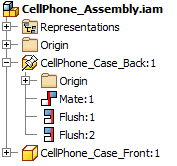 CellPhone_Assembly.iam
Representations
Origin
CellPhone_Case_Back:1
Origin
Mate:1
Flush:1
Flush:2
CellPhone_Case_Front:1